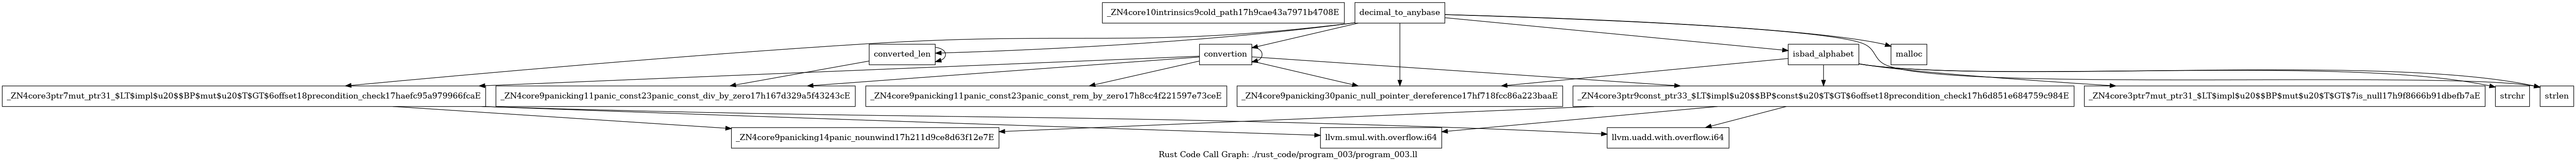 _ZN4core10intrinsics9cold_path17h9cae43a7971b4708E
decimal_to_anybase
converted_len
convertion
isbad_alphabet
malloc
_ZN4core3ptr7mut_ptr31_$LT$impl$u20$$BP$mut$u20$T$GT$6offset18precondition_check17haefc95a979966fcaE
_ZN4core9panicking11panic_const23panic_const_div_by_zero17h167d329a5f43243cE
_ZN4core9panicking11panic_const23panic_const_rem_by_zero17h8cc4f221597e73ceE
_ZN4core9panicking30panic_null_pointer_dereference17hf718fcc86a223baaE
_ZN4core3ptr9const_ptr33_$LT$impl$u20$$BP$const$u20$T$GT$6offset18precondition_check17h6d851e684759c984E
_ZN4core3ptr7mut_ptr31_$LT$impl$u20$$BP$mut$u20$T$GT$7is_null17h9f8666b91dbefb7aE
strchr
strlen
_ZN4core9panicking14panic_nounwind17h211d9ce8d63f12e7E
llvm.smul.with.overflow.i64
llvm.uadd.with.overflow.i64
Rust Code Call Graph: ./rust_code/program_003/program_003.ll